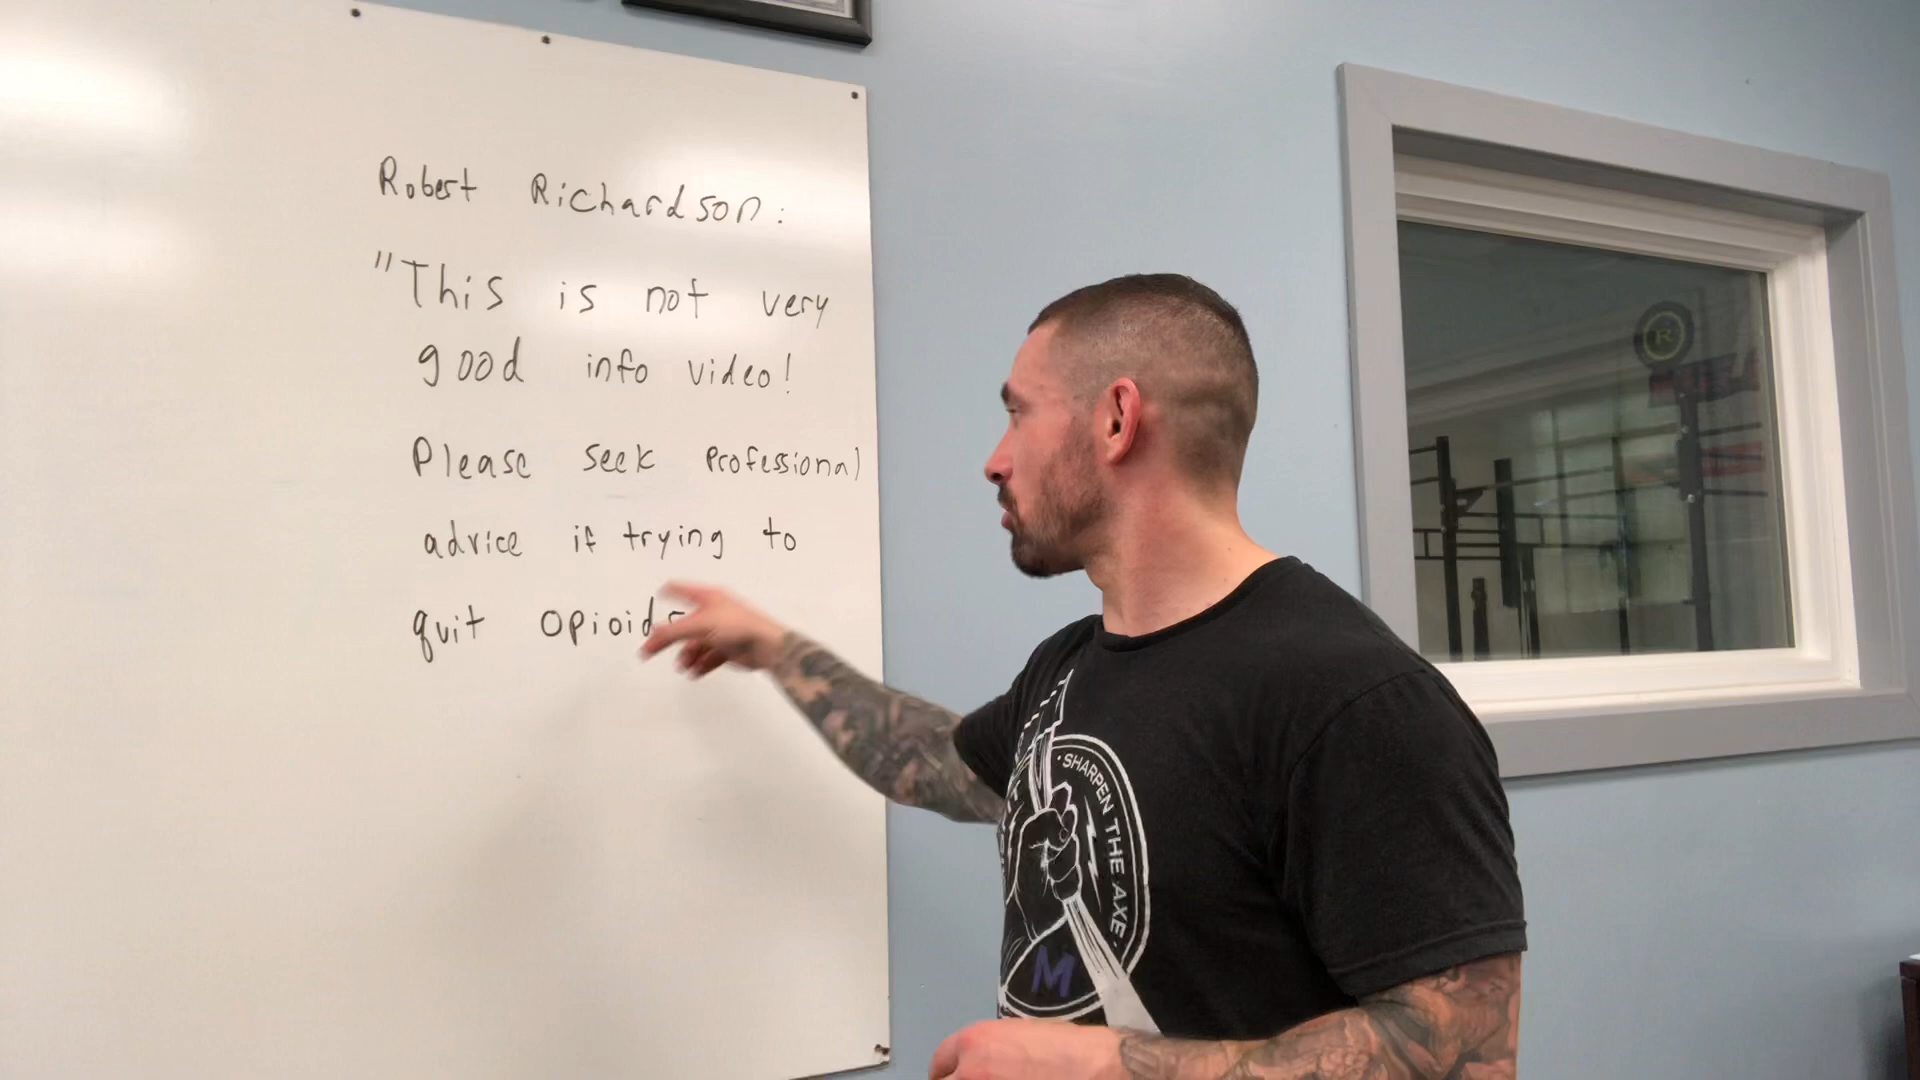 Robert Richardson:
"This is not very
good info video!
Please seek professional
advice if trying to
quit opioids
SHARPEN THE AXE
M
R